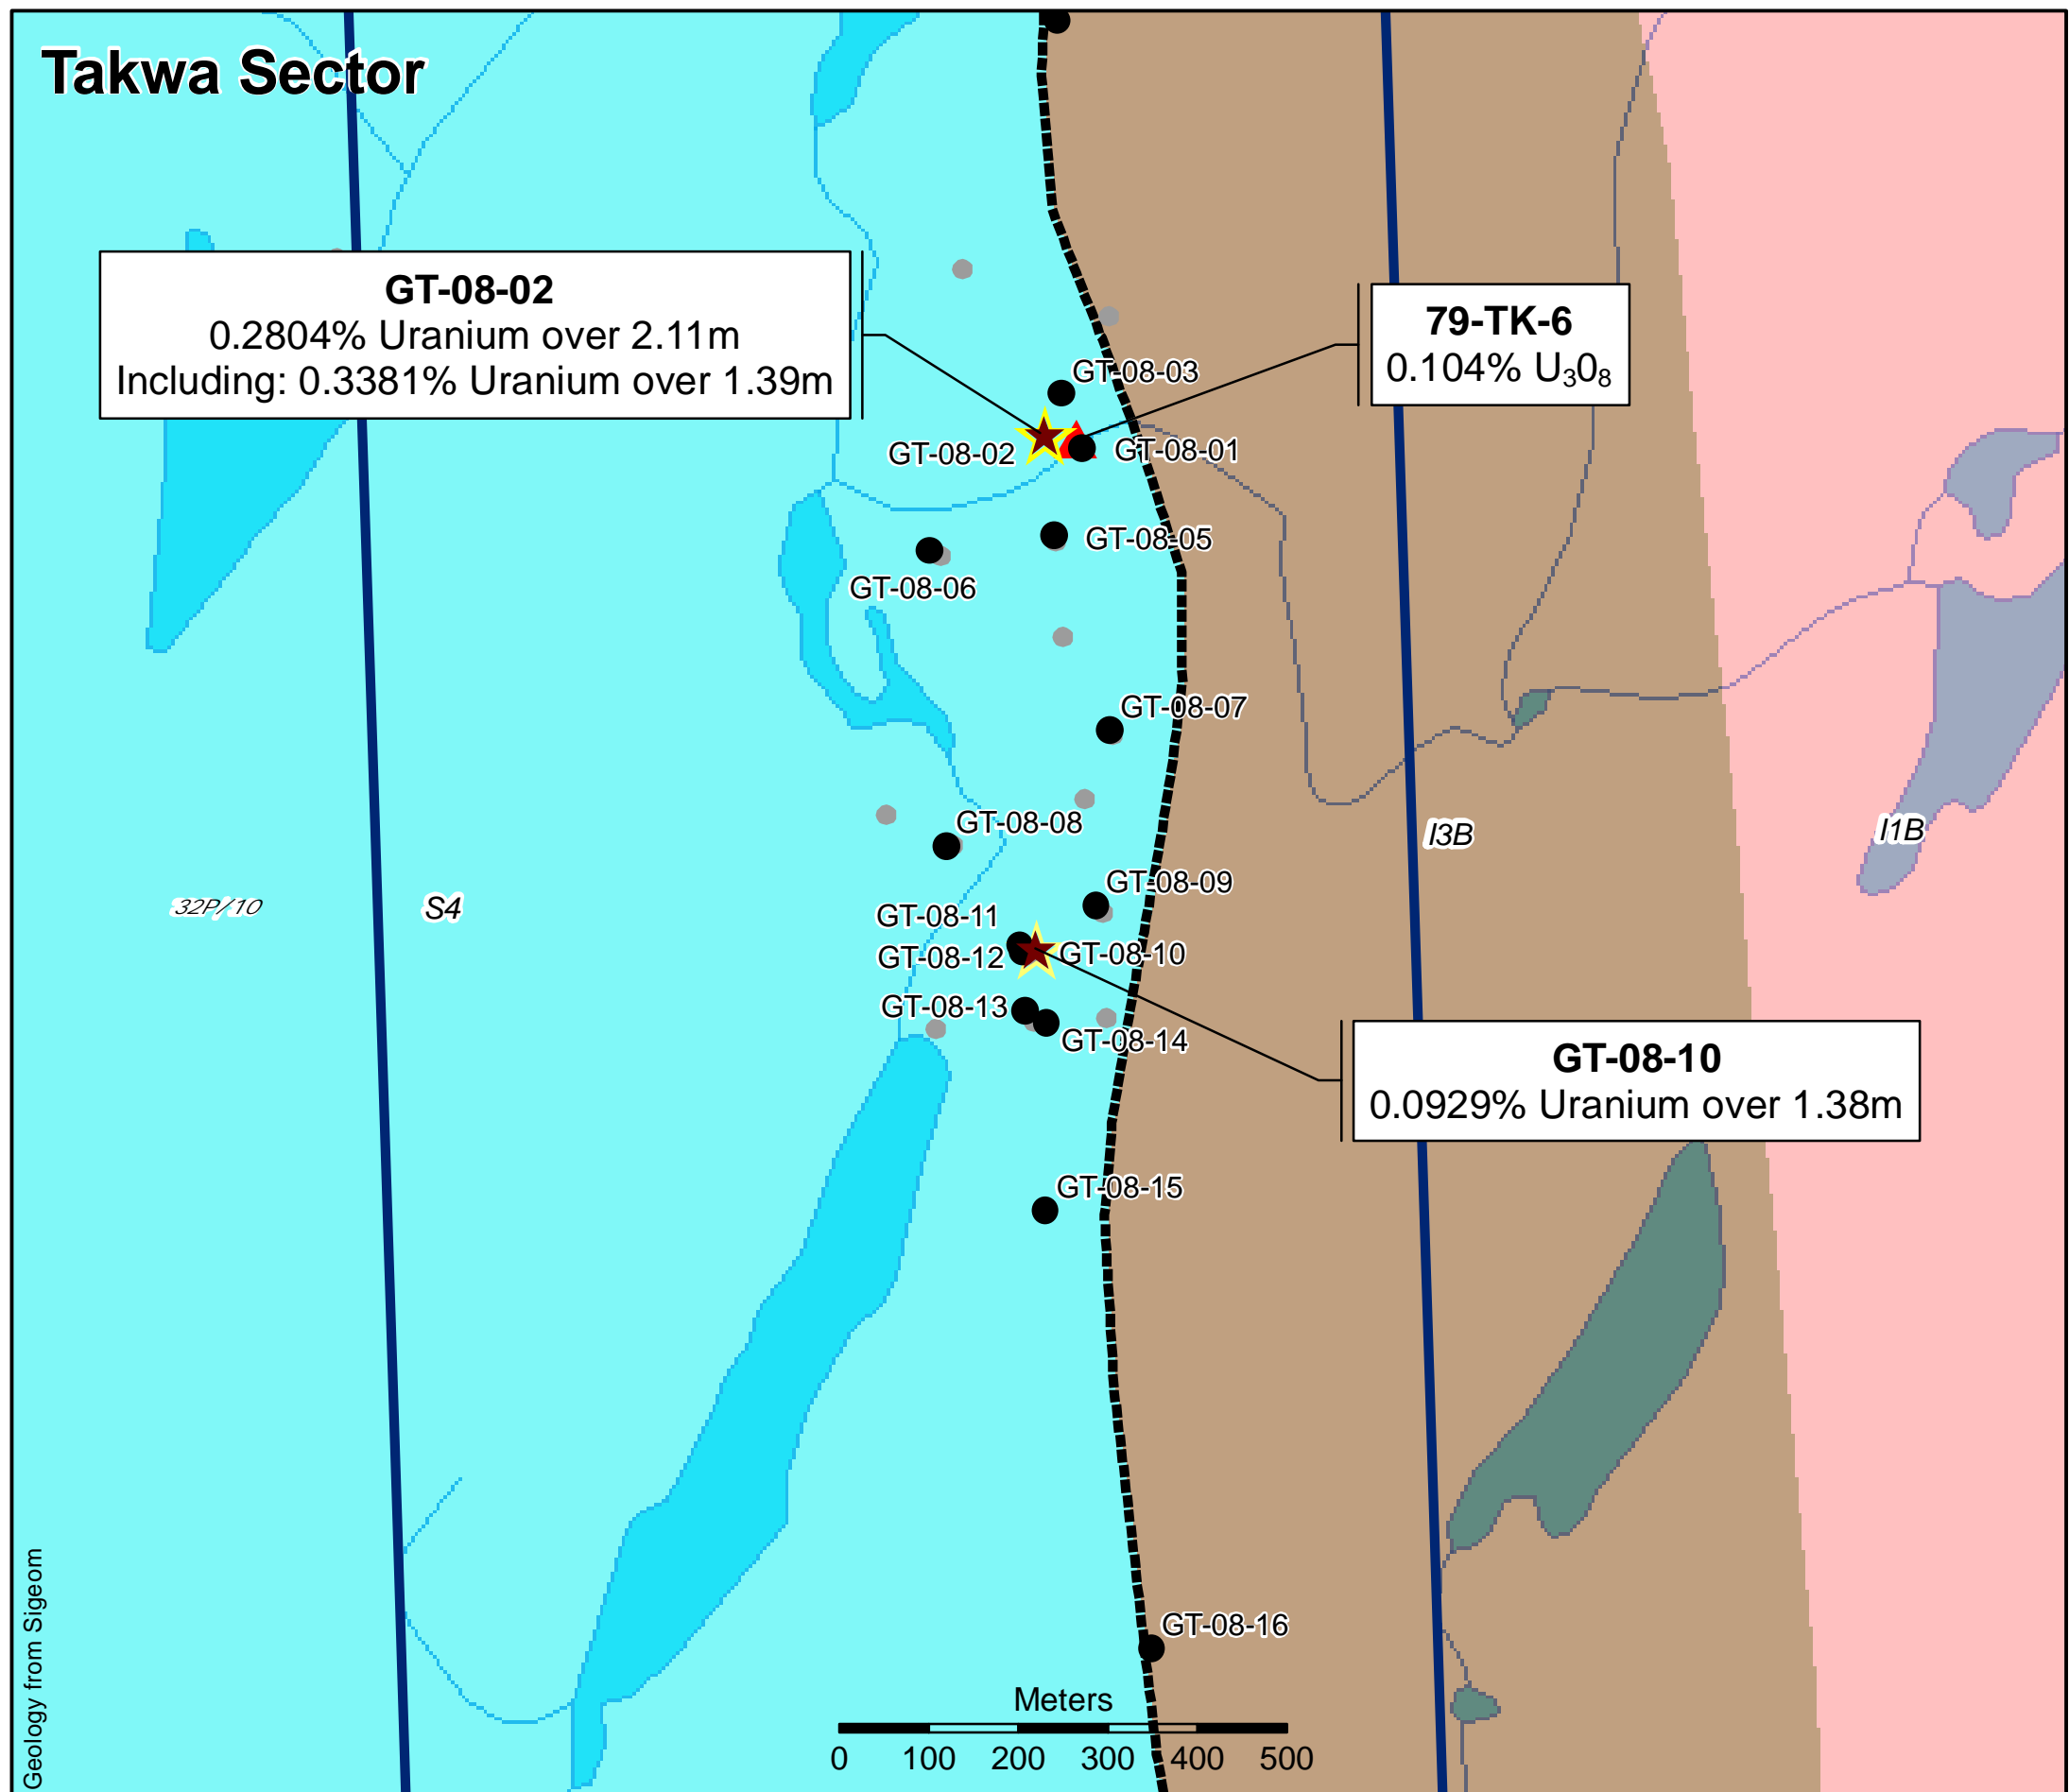 Takwa Sector
GT-08-02
0.2804% Uranium over 2.11m
Including: 0.3381% Uranium over 1.39m
79-TK-6
0.104% U₃0₈
GT-08-03
GT-08-02
GT-08-01
GT-08-05
GT-08-06
GT-08-07
GT-08-08
I3B
I1B
GT-08-09
32P/10
S4
GT-08-11
GT-08-12
GT-08-10
GT-08-13
GT-08-14
GT-08-10
0.0929% Uranium over 1.38m
GT-08-15
GT-08-16
Meters
0 100 200 300 400 500
Geology from Sigeom